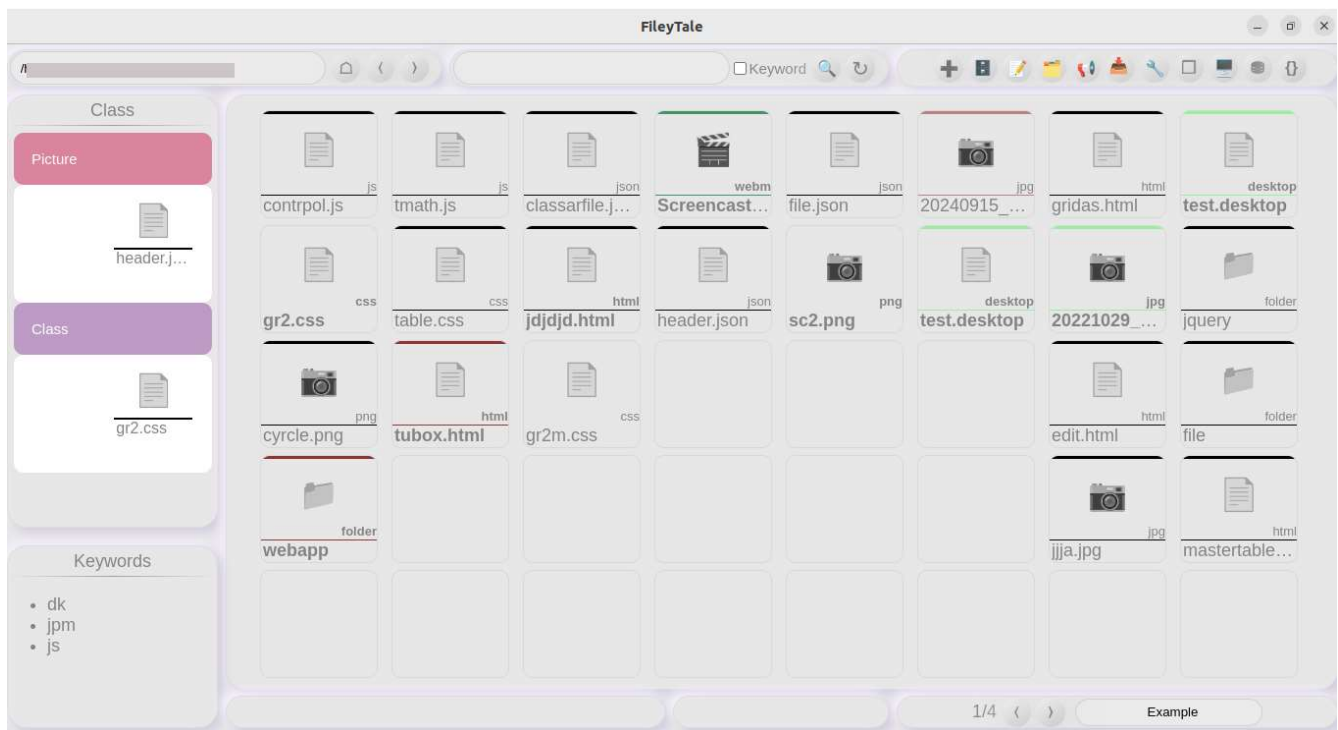 FileyTale
Keyword
{}
Class
Picture
header.j...
Class
gr2.css
Keywords
dk
jpm
js
js
contrpol.js
js
tmath.js
json
classarfile.j...
webm
Screencast...
json
file.json
jpg
20240915_...
html
gridas.html
desktop
test.desktop
css
gr2.css
css
table.css
html
jdjdjd.html
json
header.json
png
sc2.png
desktop
test.desktop
jpg
20221029_...
folder
jquery
png
cyrcle.png
html
tubox.html
css
gr2m.css
html
edit.html
folder
file
folder
webapp
jpg
jjja.jpg
html
mastertable...
1/4
Example